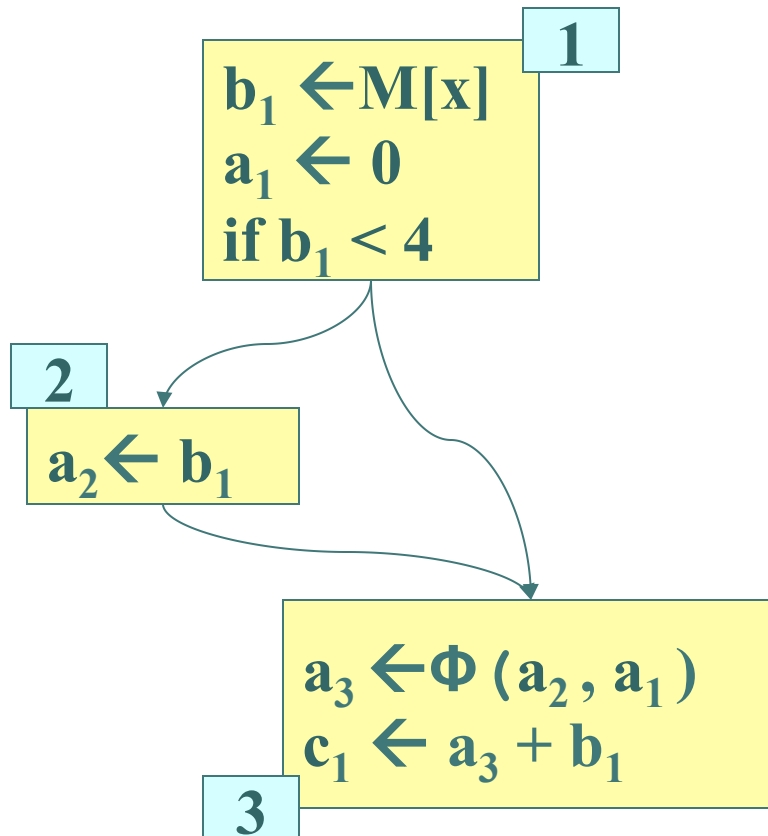 1
b₁ ←M[x]
a₁ ← 0
if b₁ < 4
2
a₂← b₁
a₃ ←Φ(a₂, a₁)
c₁ ← a₃ + b₁
3